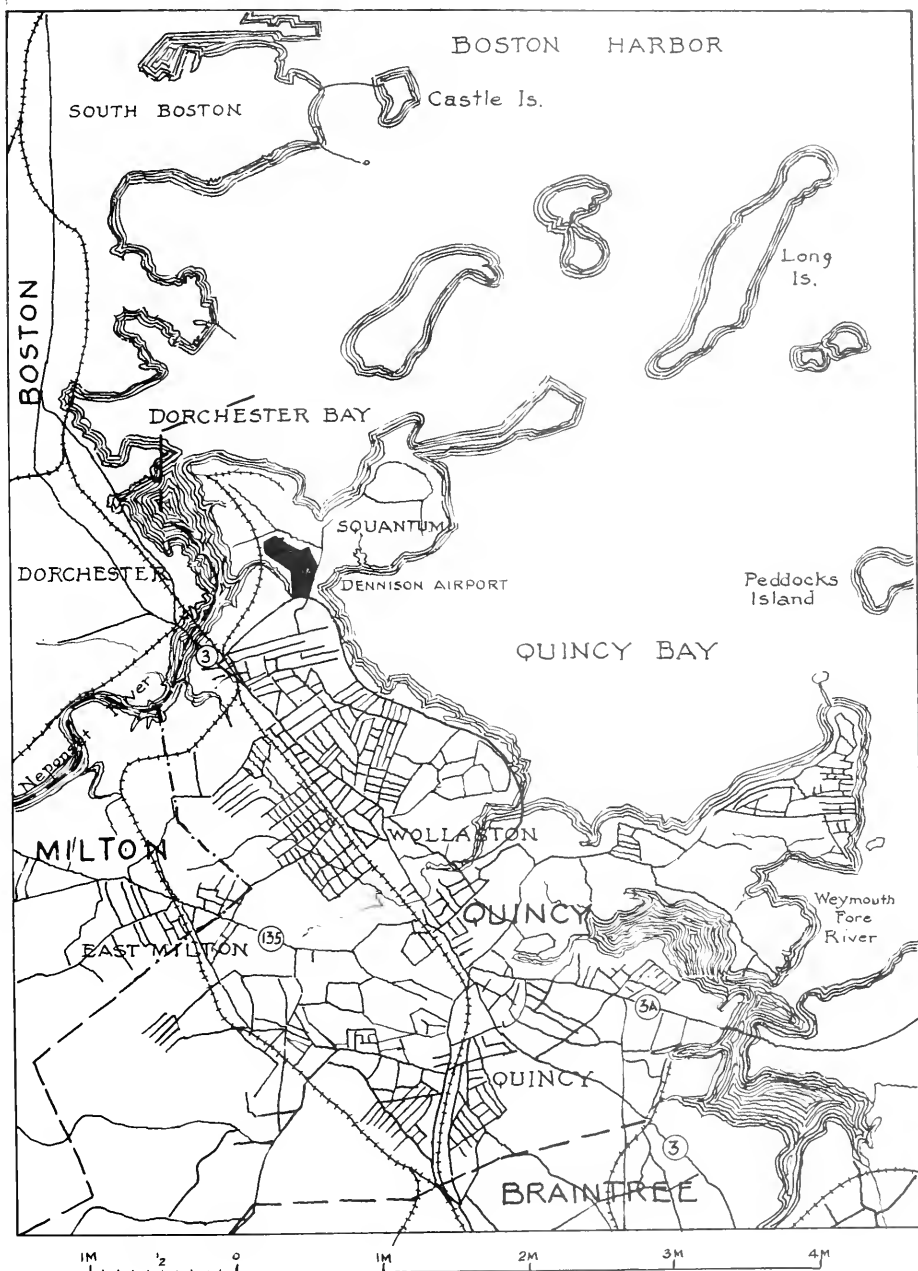 BOSTON HARBOR
SOUTH BOSTON
Castle Is.
Long
Is.
BOSTON
DORCHESTER BAY
SQUANTUM
DORCHESTER
DENNISON AIRPORT
Peddocks
Island
QUINCY BAY
3
Neponset River
WOLLASTON
MILTON
QUINCY
Weymouth
Fore
River
EAST MILTON
135
3A
QUINCY
3
BRAINTREE
1M ½ 0 1M 2M 3M 4M